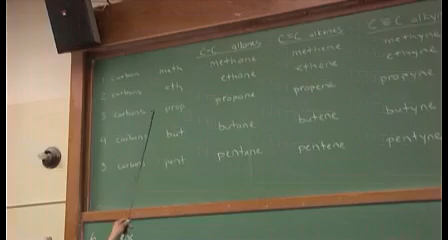 C-C alkanes C=C alkenes C≡C alkynes
1 carbon meth methane methene methyne
2 carbons eth ethane ethene ethyne
3 carbons prop propane propene propyne
4 carbons but butane butene butyne
5 carbons pent pentane pentene pentyne